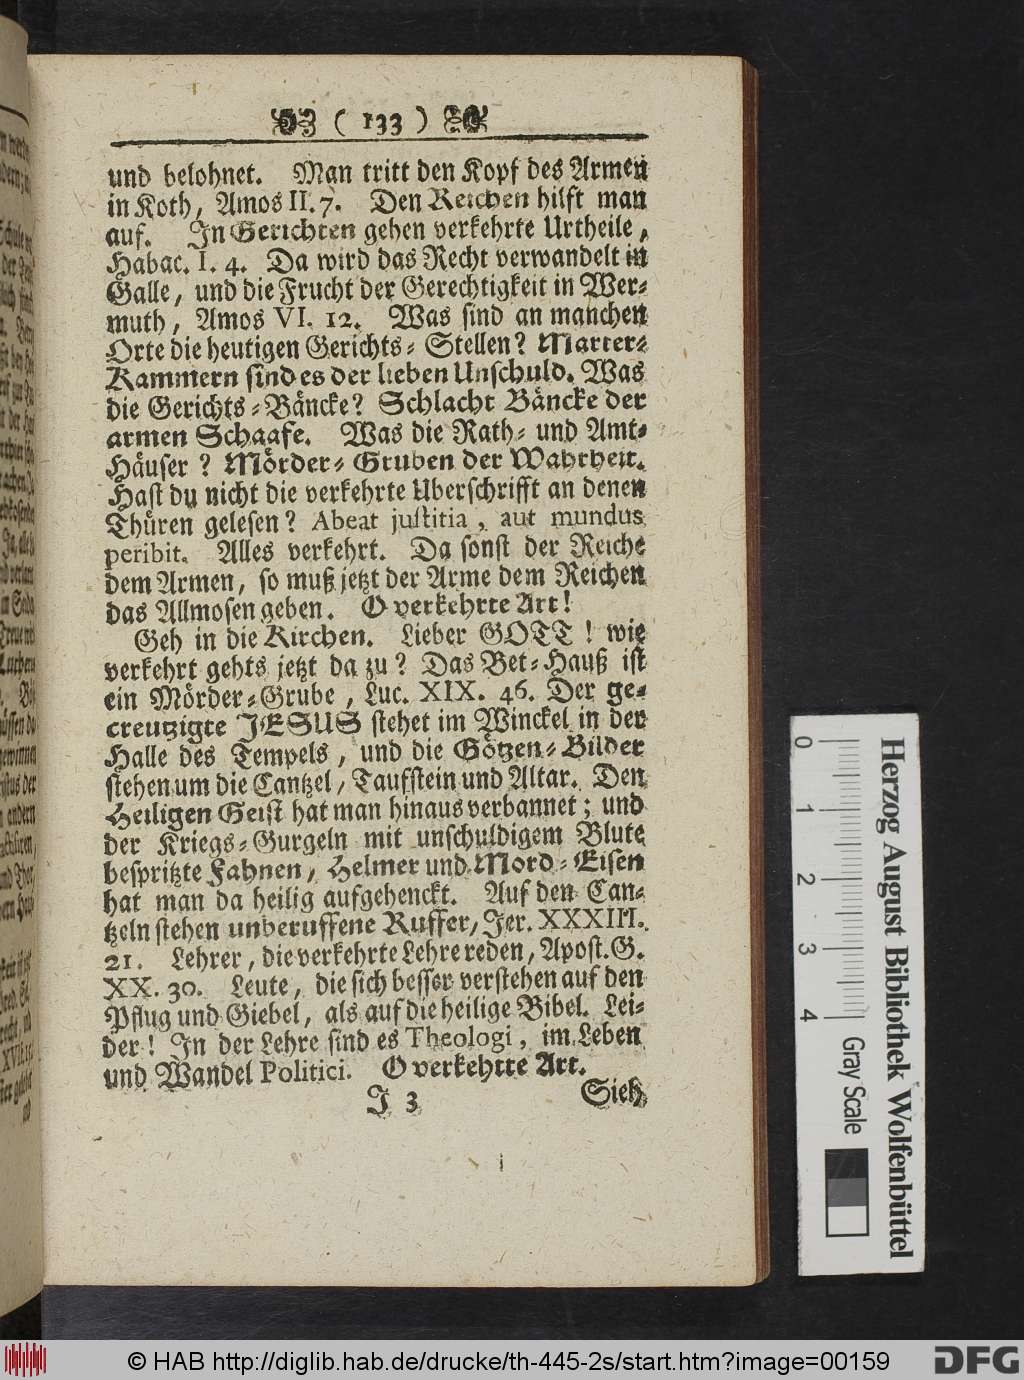 ( 133 )
und belohnet. Man tritt den Kopf des Armen
in Koth, Amos II. 7. Den Reichen hilft man
auf. In Gerichten gehen verkehrte Urtheile,
Habac. I. 4. Da wird das Recht verwandelt in
Galle, und die Frucht der Gerechtigkeit in Wer-
muth, Amos VI. 12. Was sind an manchen
Orte die heutigen Gerichts-Stellen? Marter-
Kammern sind es der lieben Unschuld. Was
die Gerichts-Bäncke? Schlacht Bäncke der
armen Schaafe. Was die Rath- und Amt-
Häuser? Mörder-Gruben der Wahrheit.
Hast du nicht die verkehrte Uberschrifft an denen
Thüren gelesen? Abeat justitia, aut mundus
peribit. Alles verkehrt. Da sonst der Reiche
dem Armen, so muß jetzt der Arme dem Reichen
das Allmosen geben. O verkehrte Art!
Geh in die Kirchen. Lieber GOTT! wie
verkehrt gehts jetzt da zu? Das Bet-Hauß ist
ein Mörder-Grube, Luc. XIX. 46. Der ge-
creutzigte JESUS stehet im Winckel in der
Halle des Tempels, und die Götzen-Bilder
stehen um die Cantzel, Taufstein und Altar. Den
Heiligen Geist hat man hinaus verbannet; und
der Kriegs-Gurgeln mit unschuldigem Blute
bespritzte Fahnen, Helmer und Mord-Eisen
hat man da heilig aufgehenckt. Auf den Can-
tzeln stehen unberuffene Ruffer, Jer. XXXIII.
21. Lehrer, die verkehrte Lehre reden, Apost. G.
XX. 30. Leute, die sich besser verstehen auf den
Pflug und Giebel, als auf die heilige Bibel. Lei-
der! In der Lehre sind es Theologi, im Leben
und Wandel Politici. O verkehrte Art.
J 3
Sieh
0 1 2 3 4
Gray Scale
Herzog August Bibliothek Wolfenbüttel
© HAB http://diglib.hab.de/drucke/th-445-2s/start.htm?image=00159
DFG